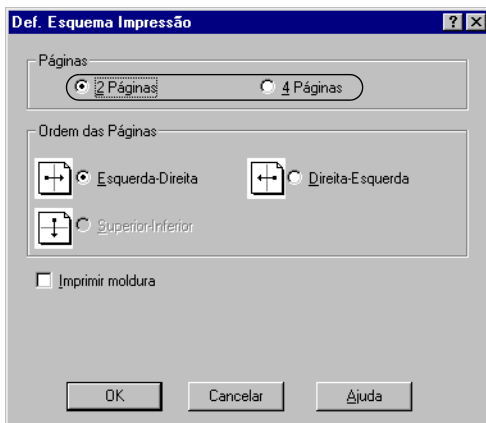 Def. Esquema Impressão
Páginas
2 Páginas 4 Páginas
Ordem das Páginas
Esquerda-Direita Direita-Esquerda
Superior-Inferior
Imprimir moldura
OK Cancelar Ajuda